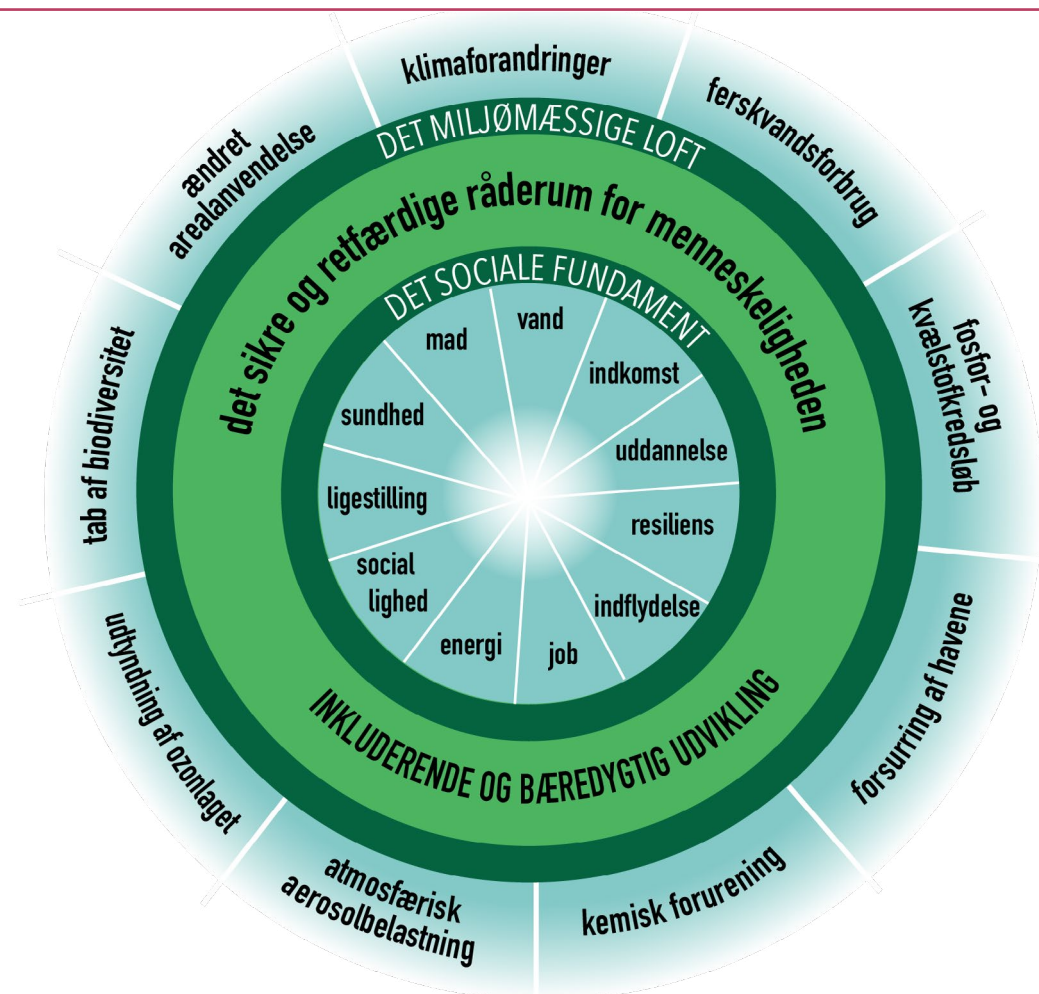 klimaforandringer
ferskvandsforbrug
fosfor- og
kvælstofkredsløb
forsurring af havene
kemisk forurening
atmosfærisk
aerosolbelastning
udtyndning af ozonlaget
tab af biodiversitet
ændret
arealanvendelse
DET MILJØMÆSSIGE LOFT
det sikre og retfærdige råderum for menneskeligheden
DET SOCIALE FUNDAMENT
vand
indkomst
uddannelse
resiliens
indflydelse
job
energi
social
lighed
ligestilling
sundhed
mad
INKLUDERENDE OG BÆREDYGTIG UDVIKLING